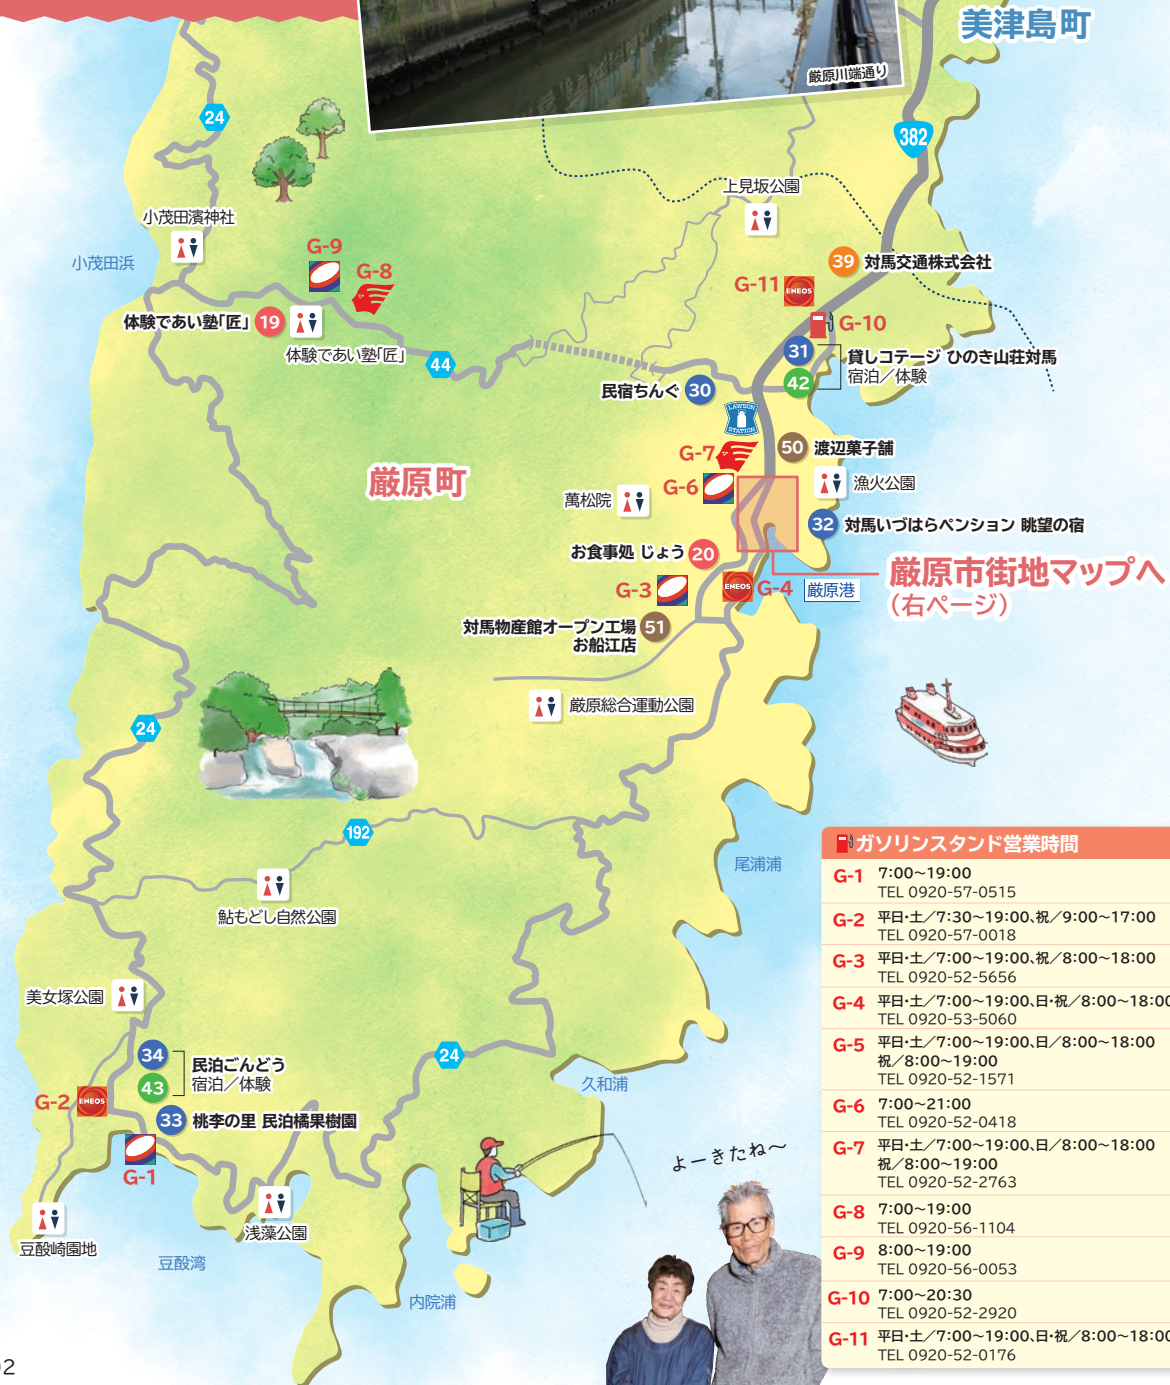 美津島町
厳原川端通り
24
382
上見坂公園
小茂田濱神社
小茂田浜
G-9
G-8
39 対馬交通株式会社
G-11
ENEOS
G-10
体験であい塾｢匠｣ 19
体験であい塾｢匠｣
44
31
42
貸しコテージ ひのき山荘対馬
宿泊／体験
民宿ちんぐ 30
LAWSON
STATION
50 渡辺菓子舗
G-7
厳原町
G-6
萬松院
漁火公園
32 対馬いづはらペンション 眺望の宿
お食事処 じょう 20
厳原市街地マップへ
（右ページ）
G-3
ENEOS
G-4
厳原港
対馬物産館オープン工場
お船江店
51
厳原総合運動公園
24
192
尾浦浦
鮎もどし自然公園
美女塚公園
34
43
民泊ごんどう
宿泊／体験
24
久和浦
G-2
ENEOS
33 桃李の里 民泊橘果樹園
G-1
浅藻公園
豆酘崎園地
豆酘湾
内院浦
よーきたね〜
ガソリンスタンド営業時間
G-1 7:00〜19:00
TEL 0920-57-0515
G-2 平日･土／7:30〜19:00､祝／9:00〜17:00
TEL 0920-57-0018
G-3 平日･土／7:00〜19:00､祝／8:00〜18:00
TEL 0920-52-5656
G-4 平日･土／7:00〜19:00､日･祝／8:00〜18:00
TEL 0920-53-5060
G-5 平日･土／7:00〜19:00､日／8:00〜18:00
祝／8:00〜19:00
TEL 0920-52-1571
G-6 7:00〜21:00
TEL 0920-52-0418
G-7 平日･土／7:00〜19:00､日／8:00〜18:00
祝／8:00〜19:00
TEL 0920-52-2763
G-8 7:00〜19:00
TEL 0920-56-1104
G-9 8:00〜19:00
TEL 0920-56-0053
G-10 7:00〜20:30
TEL 0920-52-2920
G-11 平日･土／7:00〜19:00､日･祝／8:00〜18:00
TEL 0920-52-0176
02